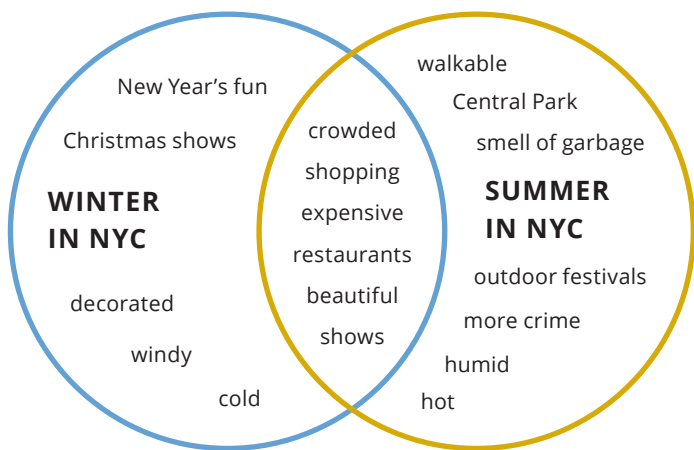 New Year’s fun
Christmas shows
WINTER
IN NYC
decorated
windy
cold
crowded
shopping
expensive
restaurants
beautiful
shows
walkable
Central Park
smell of garbage
SUMMER
IN NYC
outdoor festivals
more crime
humid
hot